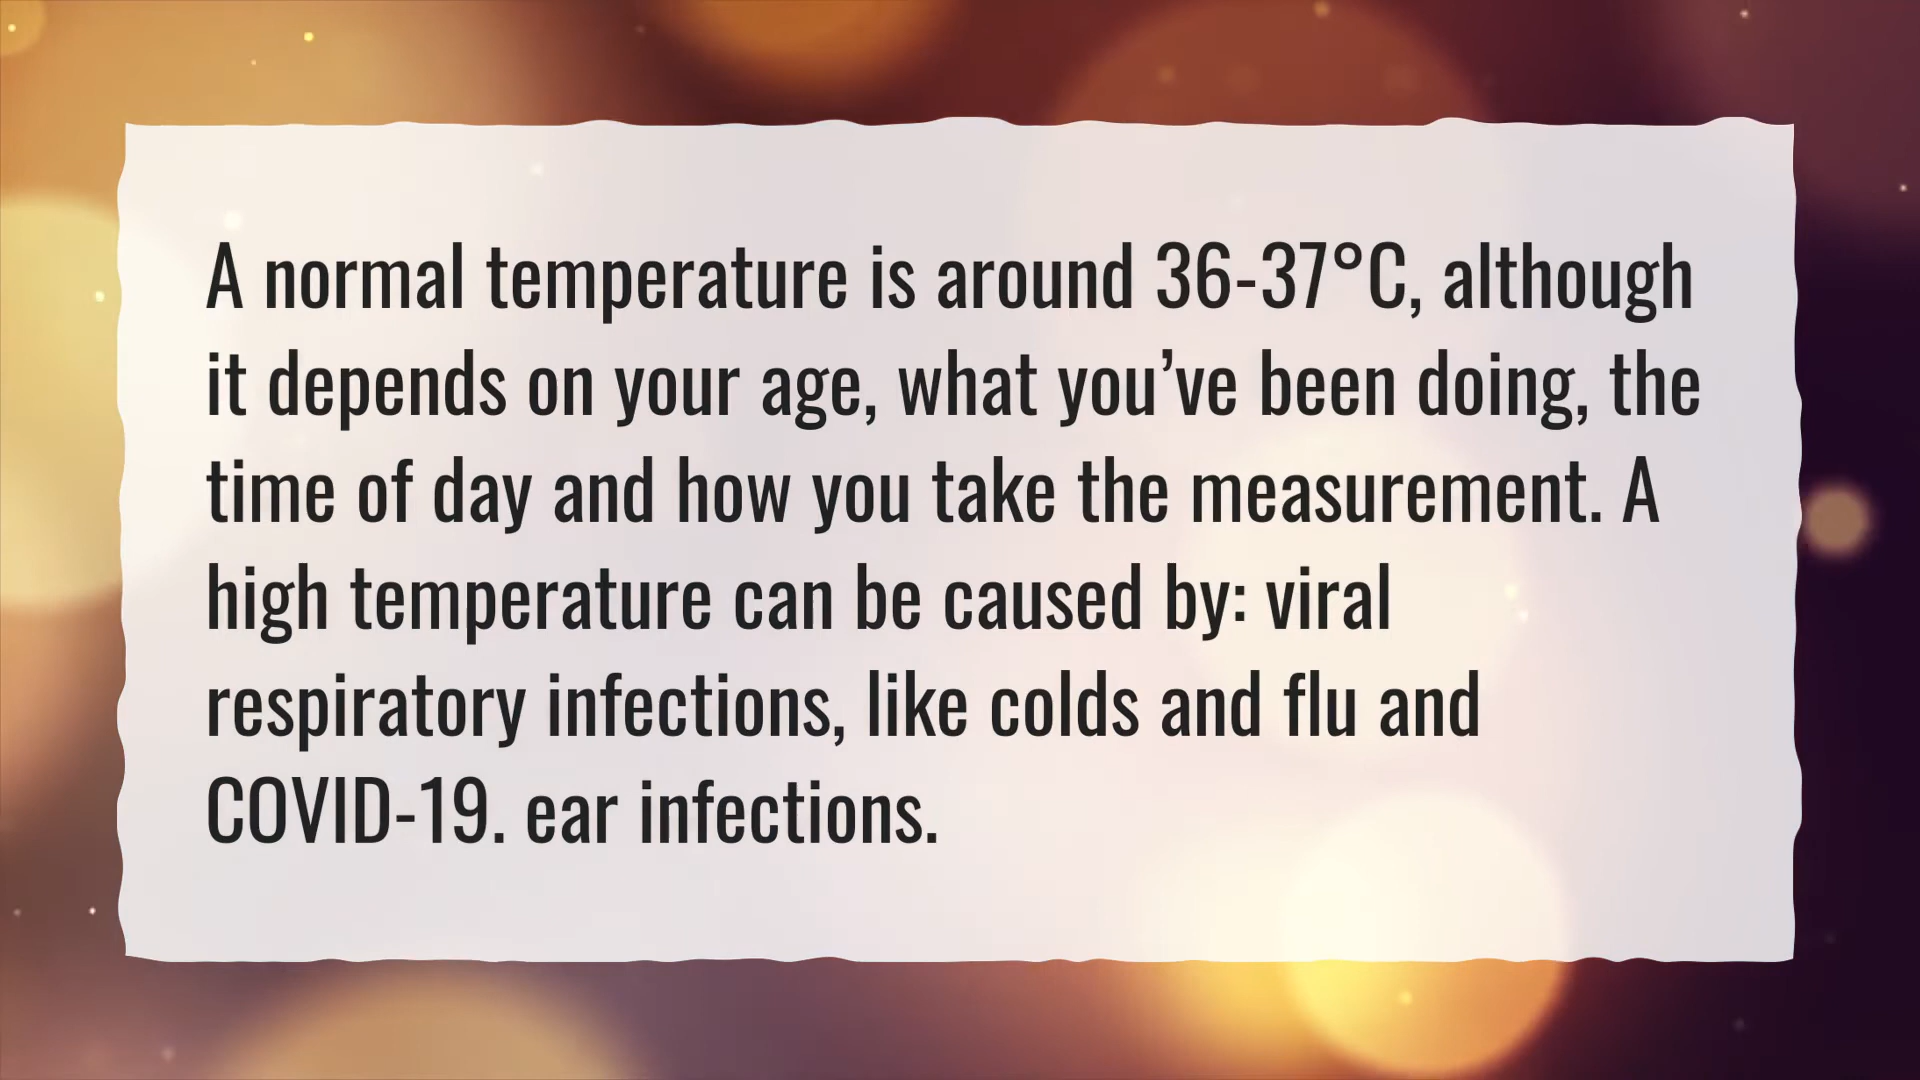 A normal temperature is around 36-37°C, although
it depends on your age, what you’ve been doing, the
time of day and how you take the measurement. A
high temperature can be caused by: viral
respiratory infections, like colds and flu and
COVID-19. ear infections.